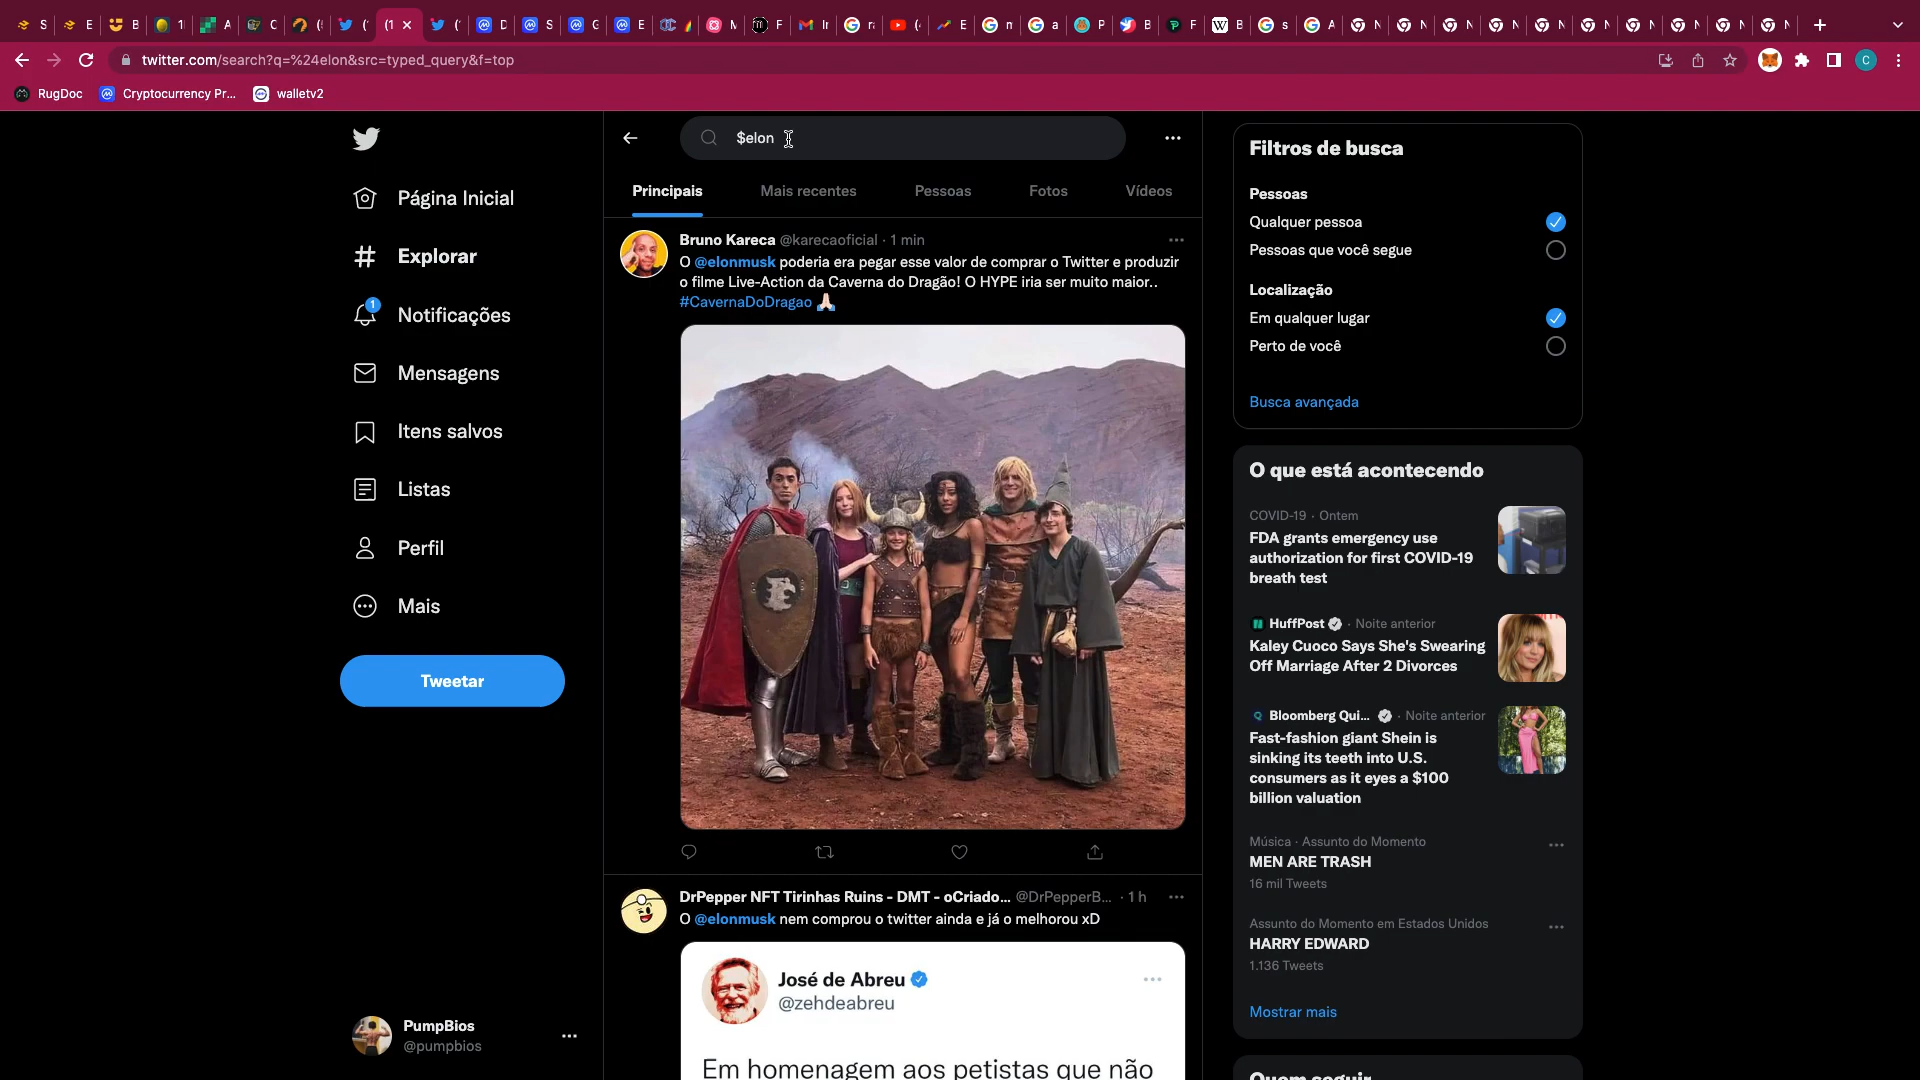 twitter.com/search?q=%24elon&src=typed_query&f=top
C
RugDoc
Cryptocurrency Pr...
walletv2
$elon
Principais
Mais recentes
Pessoas
Fotos
Vídeos
Página Inicial
Explorar
1
Notificações
Mensagens
Itens salvos
Listas
Perfil
Mais
Tweetar
PumpBios
@pumpbios
Bruno Kareca @karecaoficial · 1 min
O @elonmusk poderia era pegar esse valor de comprar o Twitter e produzir
o filme Live-Action da Caverna do Dragão! O HYPE iria ser muito maior..
#CavernaDoDragao 🙏🏻
DrPepper NFT Tirinhas Ruins - DMT - oCriado... @DrPepperB... · 1 h
O @elonmusk nem comprou o twitter ainda e já o melhorou xD
José de Abreu
@zehdeabreu
Em homenagem aos petistas que não
Filtros de busca
Pessoas
Qualquer pessoa
Pessoas que você segue
Localização
Em qualquer lugar
Perto de você
Busca avançada
O que está acontecendo
COVID-19 · Ontem
FDA grants emergency use
authorization for first COVID-19
breath test
HuffPost · Noite anterior
Kaley Cuoco Says She's Swearing
Off Marriage After 2 Divorces
Bloomberg Qui... · Noite anterior
Fast-fashion giant Shein is
sinking its teeth into U.S.
consumers as it eyes a $100
billion valuation
Música · Assunto do Momento
MEN ARE TRASH
16 mil Tweets
Assunto do Momento em Estados Unidos
HARRY EDWARD
1.136 Tweets
Mostrar mais
Quem seguir